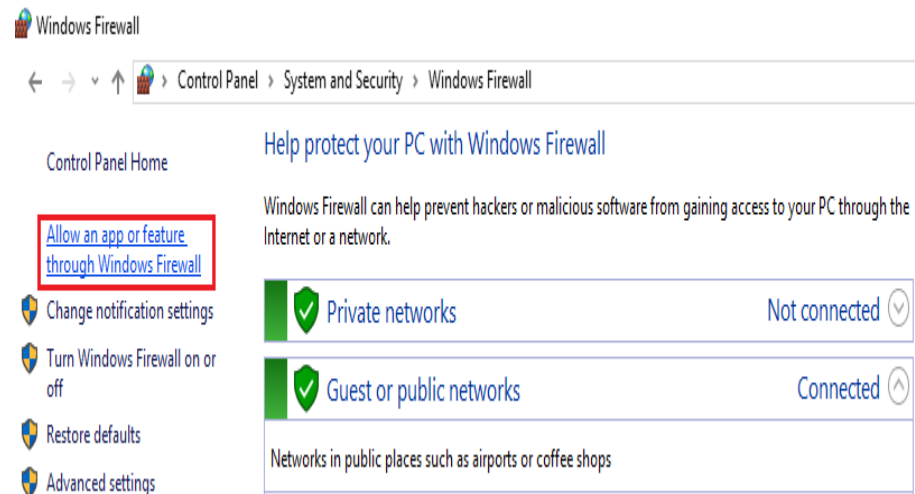 Windows Firewall
Control Panel > System and Security > Windows Firewall
Control Panel Home
Allow an app or feature
through Windows Firewall
Change notification settings
Turn Windows Firewall on or
off
Restore defaults
Advanced settings
Help protect your PC with Windows Firewall
Windows Firewall can help prevent hackers or malicious software from gaining access to your PC through the
Internet or a network.
Private networks Not connected
Guest or public networks Connected
Networks in public places such as airports or coffee shops